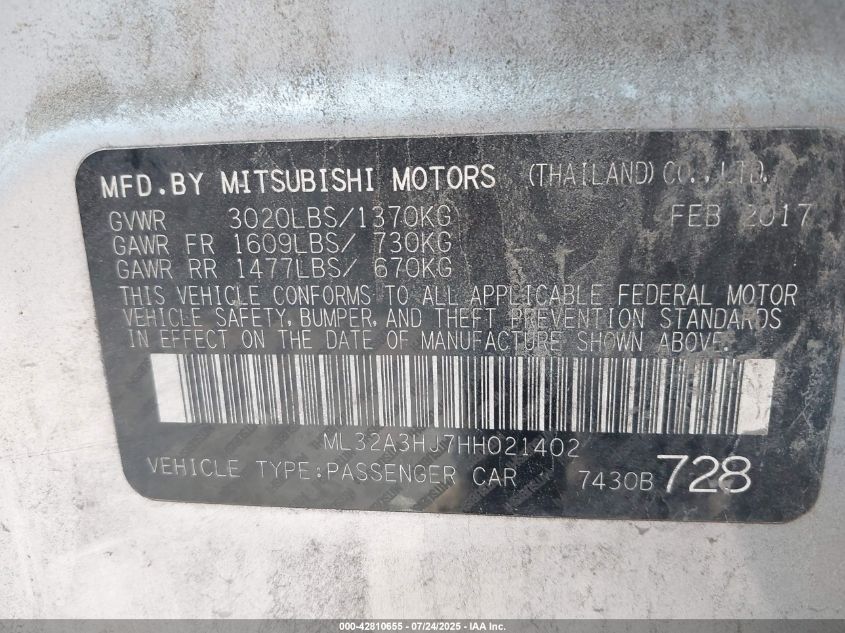 MFD.BY MITSUBISHI MOTORS (THAILAND) CO.,LTD.
GVWR 3020LBS/1370KG FEB 2017
GAWR FR 1609LBS/ 730KG
GAWR RR 1477LBS/ 670KG
THIS VEHICLE CONFORMS TO ALL APPLICABLE FEDERAL MOTOR
VEHICLE SAFETY, BUMPER, AND THEFT PREVENTION STANDARDS
IN EFFECT ON THE DATE OF MANUFACTURE SHOWN ABOVE.
ML32A3HJ7HH021402
VEHICLE TYPE:PASSENGER CAR 7430B 728
000-42810655 - 07/24/2025 - IAA Inc.